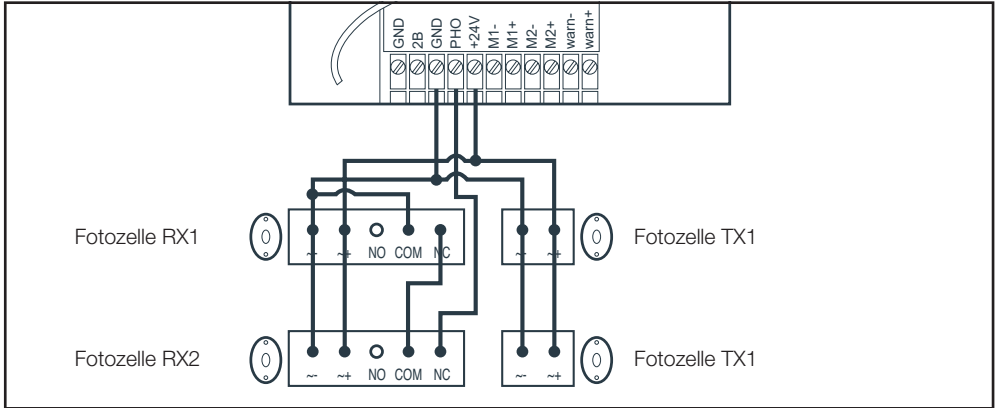 GND 2B GND PHO +24V M1- M1+ M2- M2+ warn- warn+
Fotozelle RX1
~- ~+ NO COM NC
~- ~+
Fotozelle TX1
Fotozelle RX2
~- ~+ NO COM NC
~- ~+
Fotozelle TX1